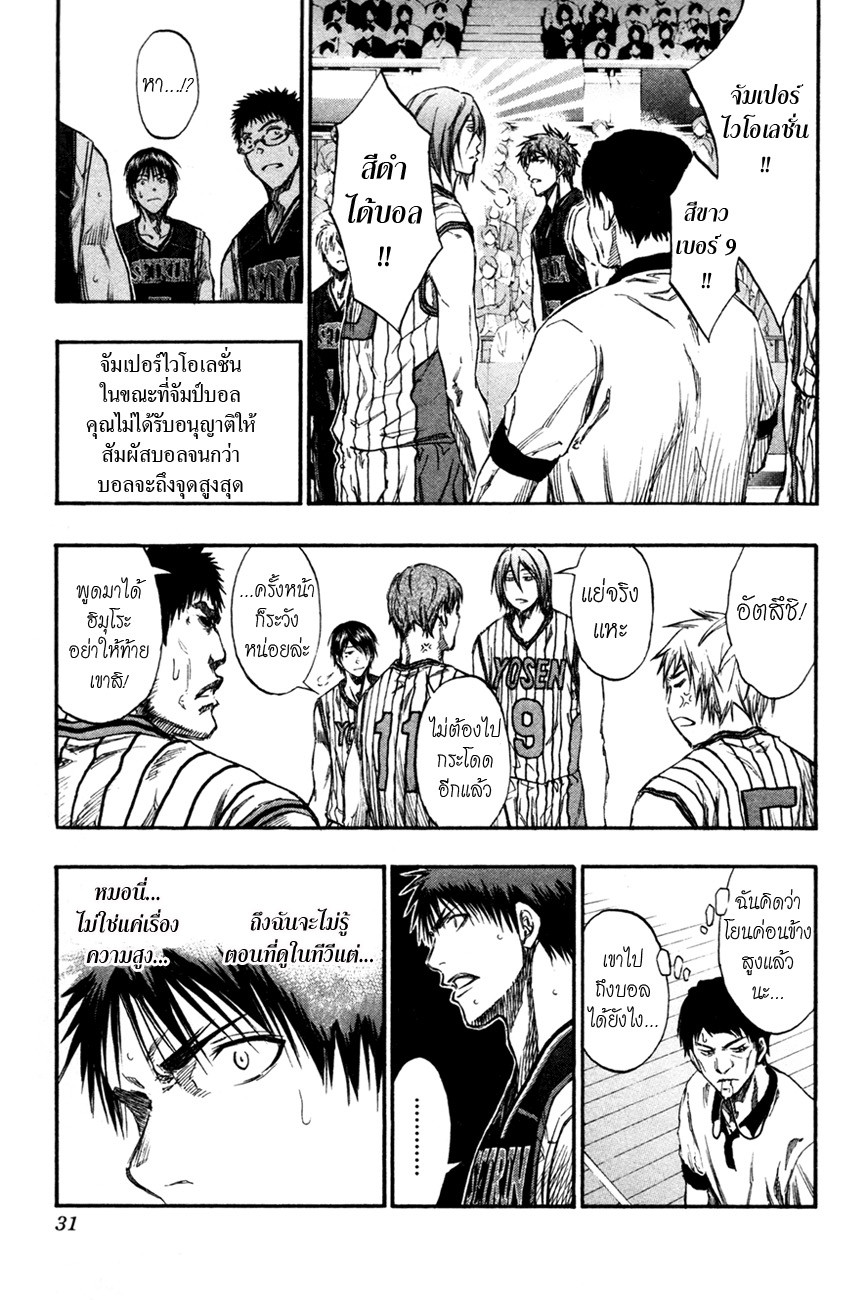 จัมเปอร์
ไวโอเลชั่น
!!
สีขาว
เบอร์ 9
!!
สีดำ
ได้บอล
!!
หา...!?
SEIRIN
SEIRIN
SEIRIN
จัมเปอร์ไวโอเลชั่น
ในขณะที่จัมป์บอล
คุณไม่ได้รับอนุญาติให้
สัมผัสบอลจนกว่า
บอลจะถึงจุดสูงสุด
อัตสึชิ!
แย่จริง
แหะ
ไม่ต้องไป
กระโดด
อีกแล้ว
...ครั้งหน้า
ก็ระวัง
หน่อยล่ะ
พูดมาได้
ฮิมุโระ
อย่าให้ท้าย
เขาสิ!
YOSEN
9
11
5
ฉันคิดว่า
โยนค่อนข้าง
สูงแล้ว
นะ...
เขาไป
ถึงบอล
ได้ยังไง...
..........
SEIRIN
ถึงฉันจะไม่รู้
ตอนที่ดูในทีวีแต่...
หมอนี่...
ไม่ใช่แค่เรื่อง
ความสูง...
31